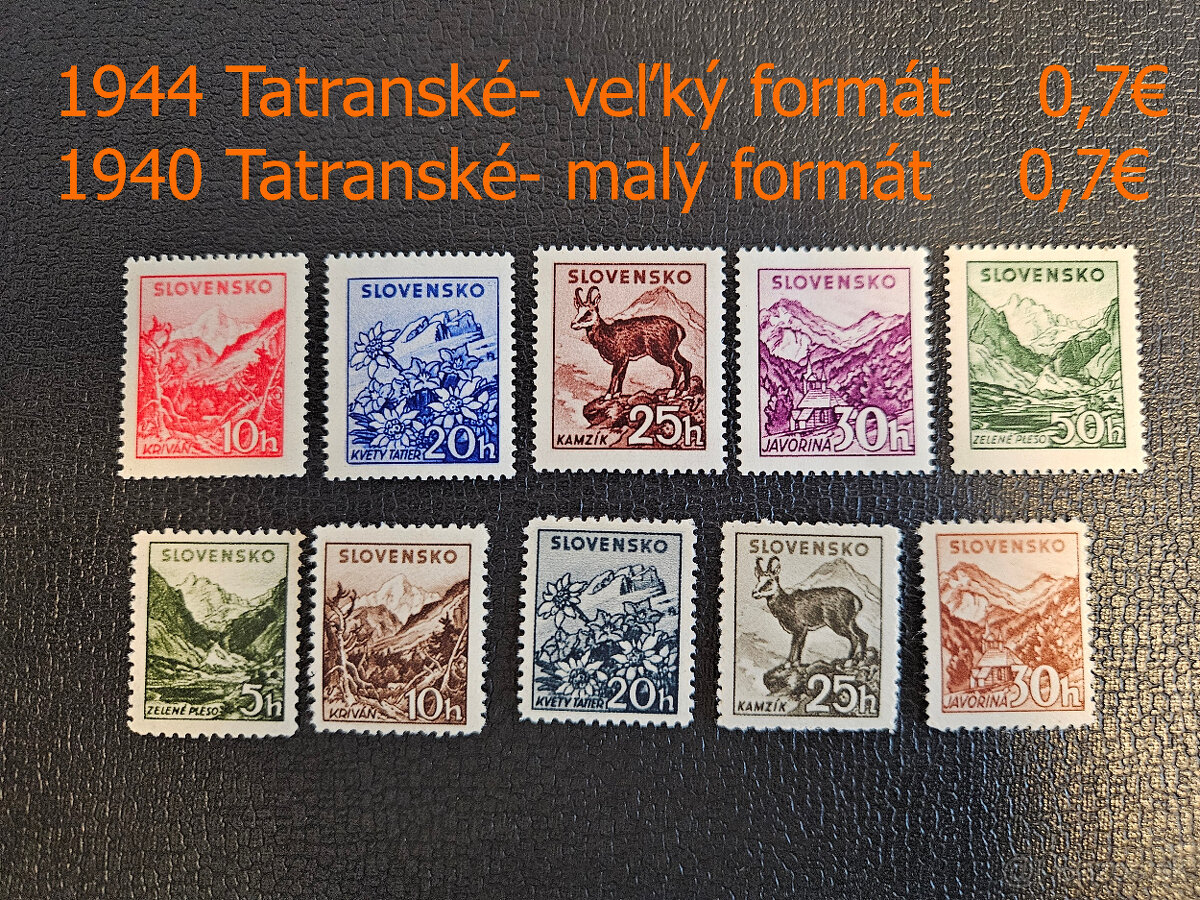 1944 Tatranské- veľký formát 0,7€
1940 Tatranské- malý formát 0,7€
SLOVENSKO
KRIVÁŇ 10h
SLOVENSKO
KVETY TATIER 20h
SLOVENSKO
KAMZÍK 25h
SLOVENSKO
JAVORINA 30h
SLOVENSKO
ZELENÉ PLESO 50h
SLOVENSKO
ZELENÉ PLESO 5h
SLOVENSKO
KRIVÁŇ 10h
SLOVENSKO
KVETY TATIER 20h
SLOVENSKO
KAMZÍK 25h
SLOVENSKO
JAVORINA 30h